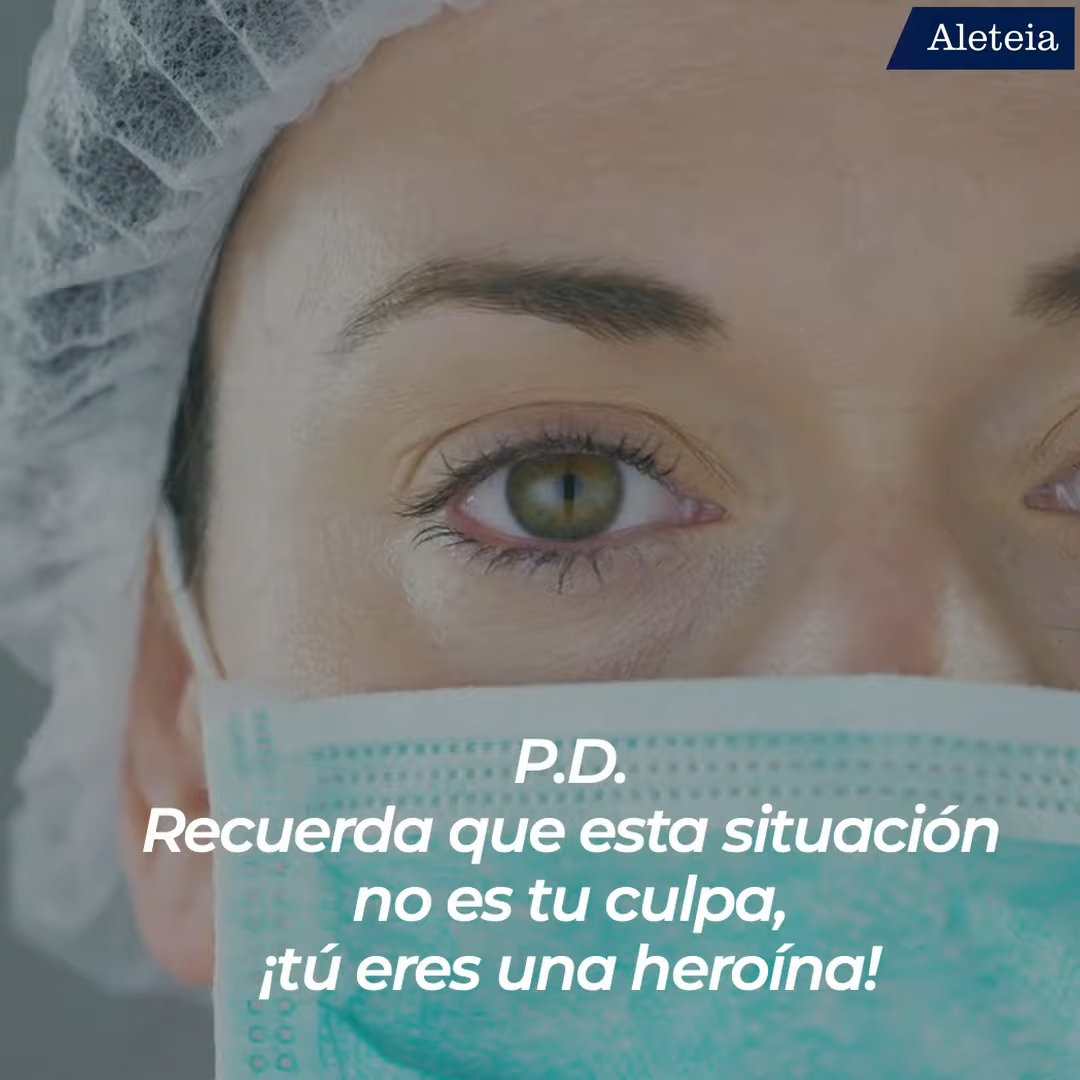 Aleteia
P.D.
Recuerda que esta situación
no es tu culpa,
¡tú eres una heroína!